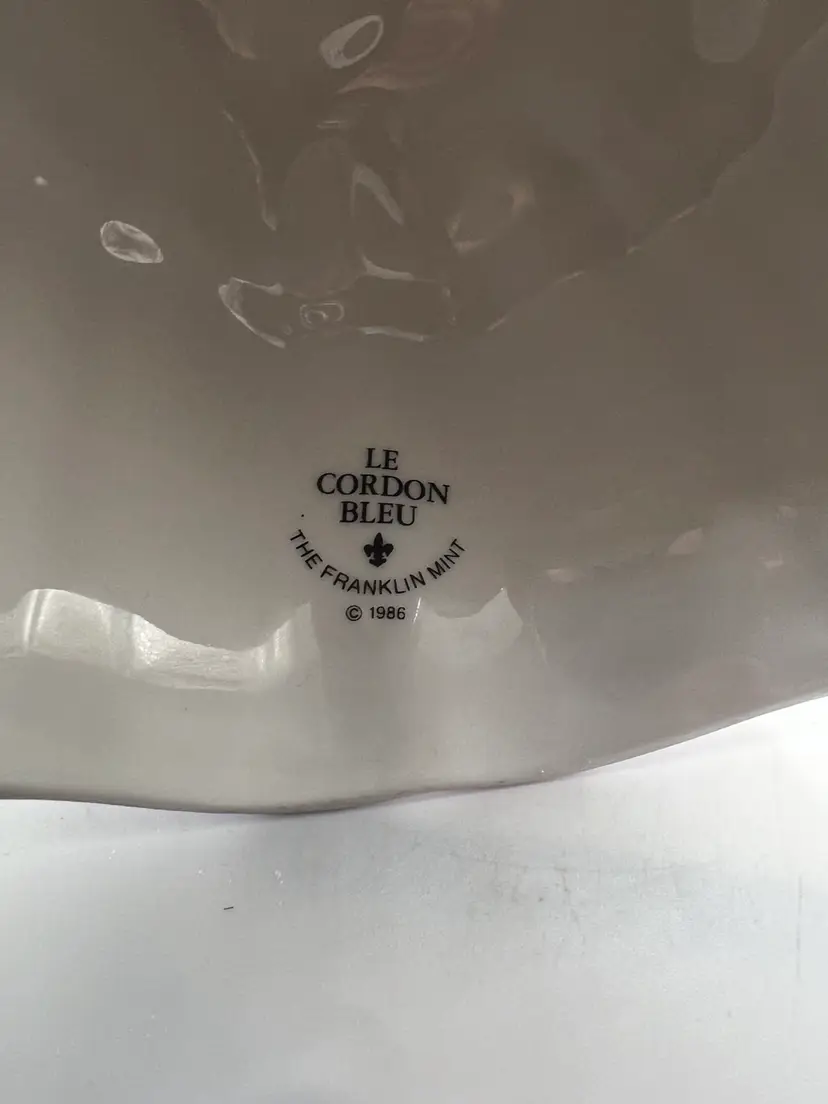 LE
CORDON
BLEU
THE FRANKLIN MINT
© 1986